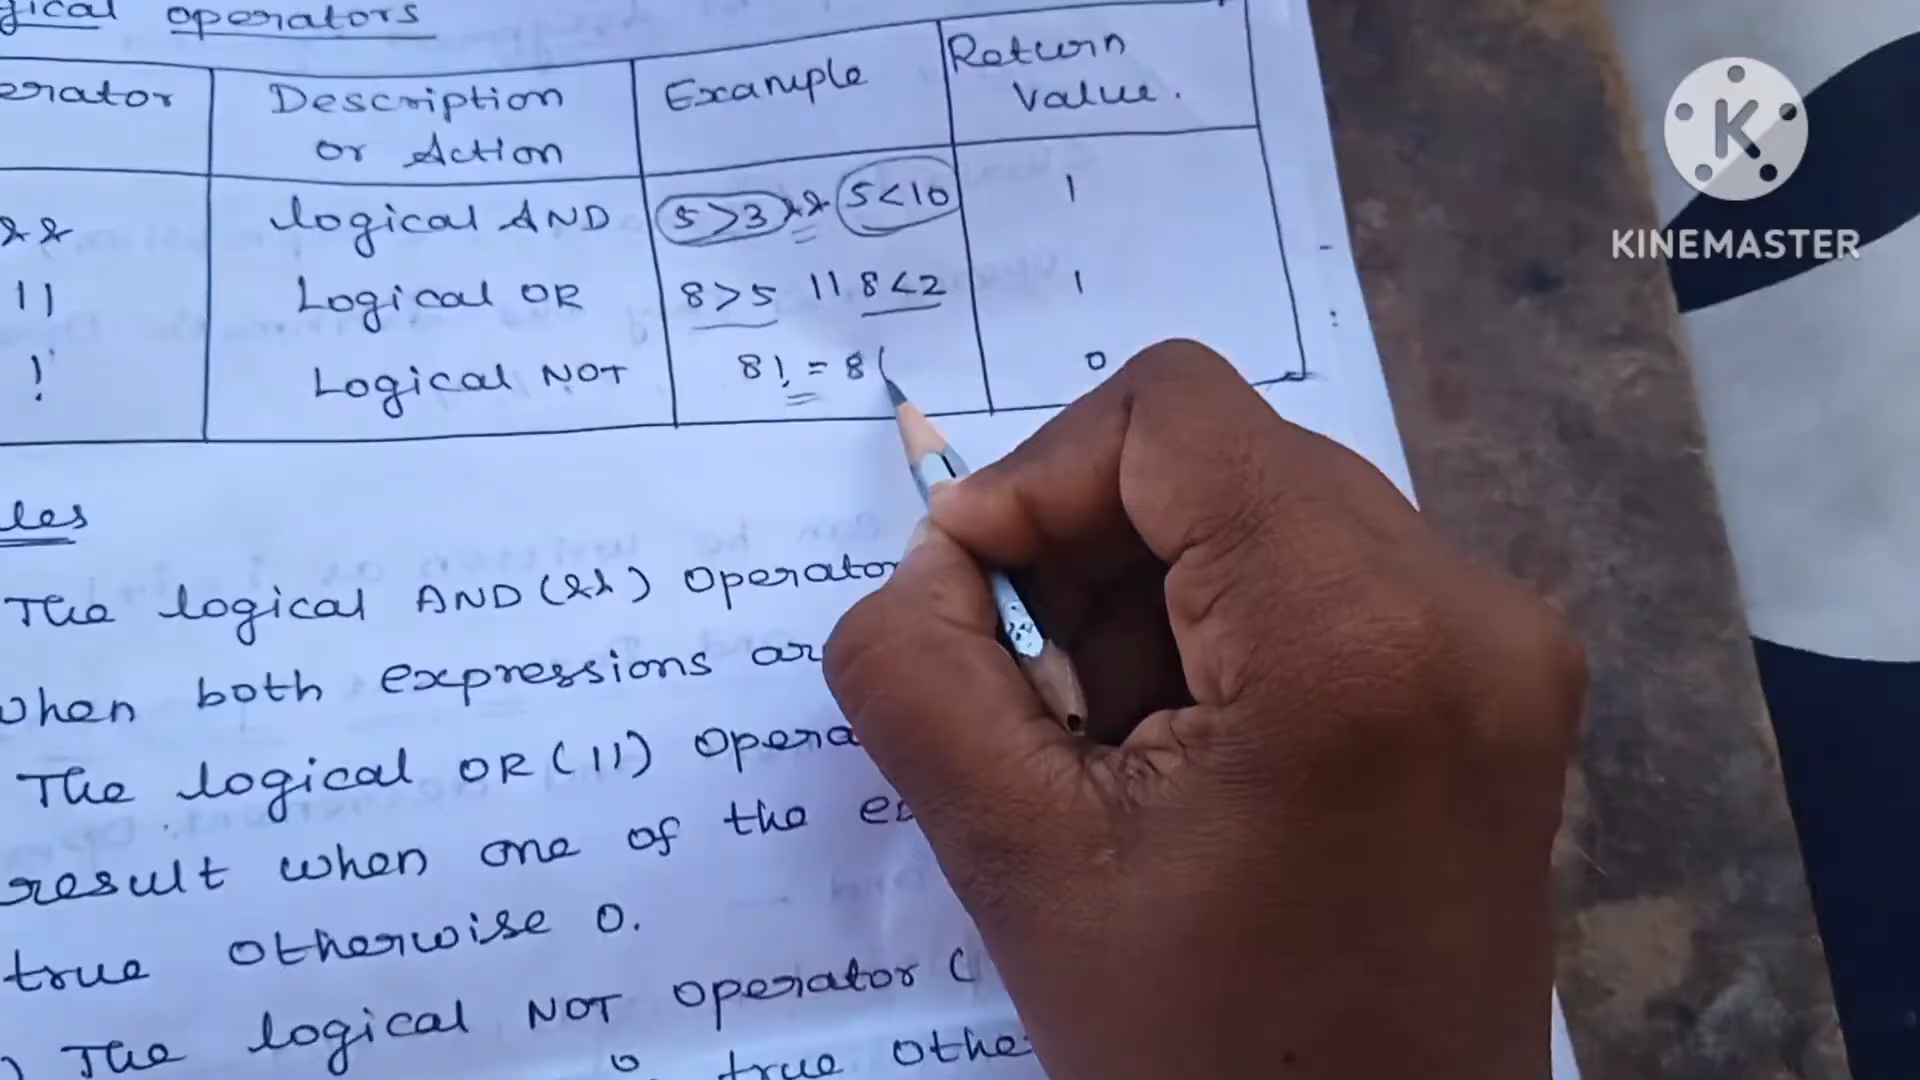 gical operators
erator Description or Action Example Return Value.
&& logical AND 5>3 && 5<10 1
|| Logical OR 8>5 || 8<2 1
! Logical NOT 8! = 8 ( 0
les
The logical AND (&&) operator
when both expressions ar
The logical OR (||) opera
result when one of the ex
true otherwise 0.
) The logical NOT operator (
0 true othe
K
KINEMASTER